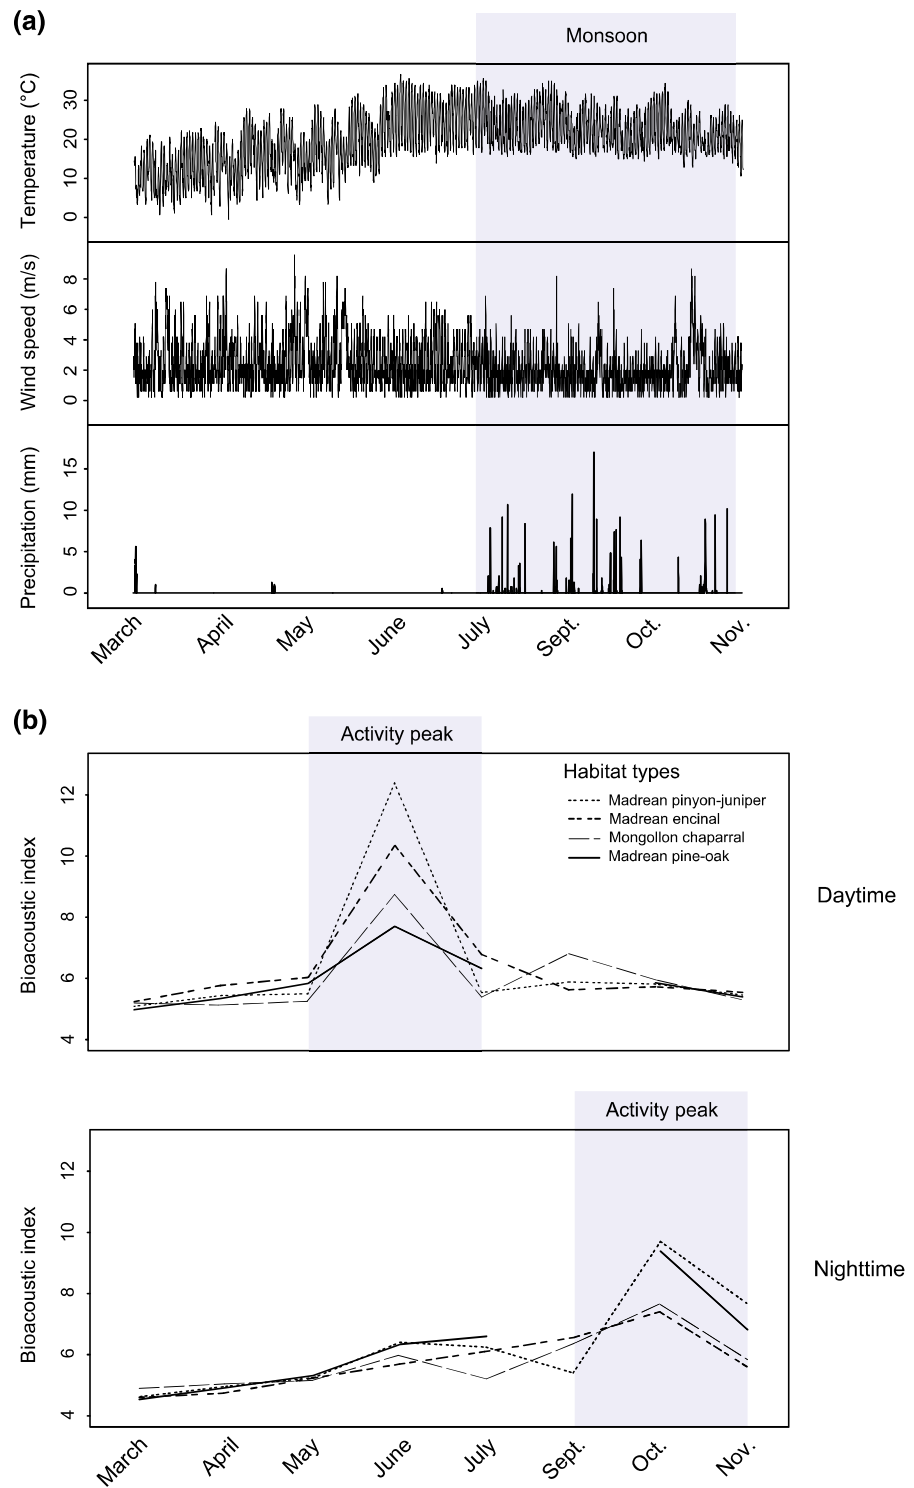 (a)
Monsoon
Temperature (°C)
30
20
10
0
Wind speed (m/s)
8
6
4
2
0
Precipitation (mm)
15
10
5
0
March
April
May
June
July
Sept.
Oct.
Nov.
(b)
Activity peak
Bioacoustic index
12
10
8
6
4
Habitat types
Madrean pinyon-juniper
Madrean encinal
Mongollon chaparral
Madrean pine-oak
Daytime
Activity peak
Bioacoustic index
12
10
8
6
4
Nighttime
March
April
May
June
July
Sept.
Oct.
Nov.